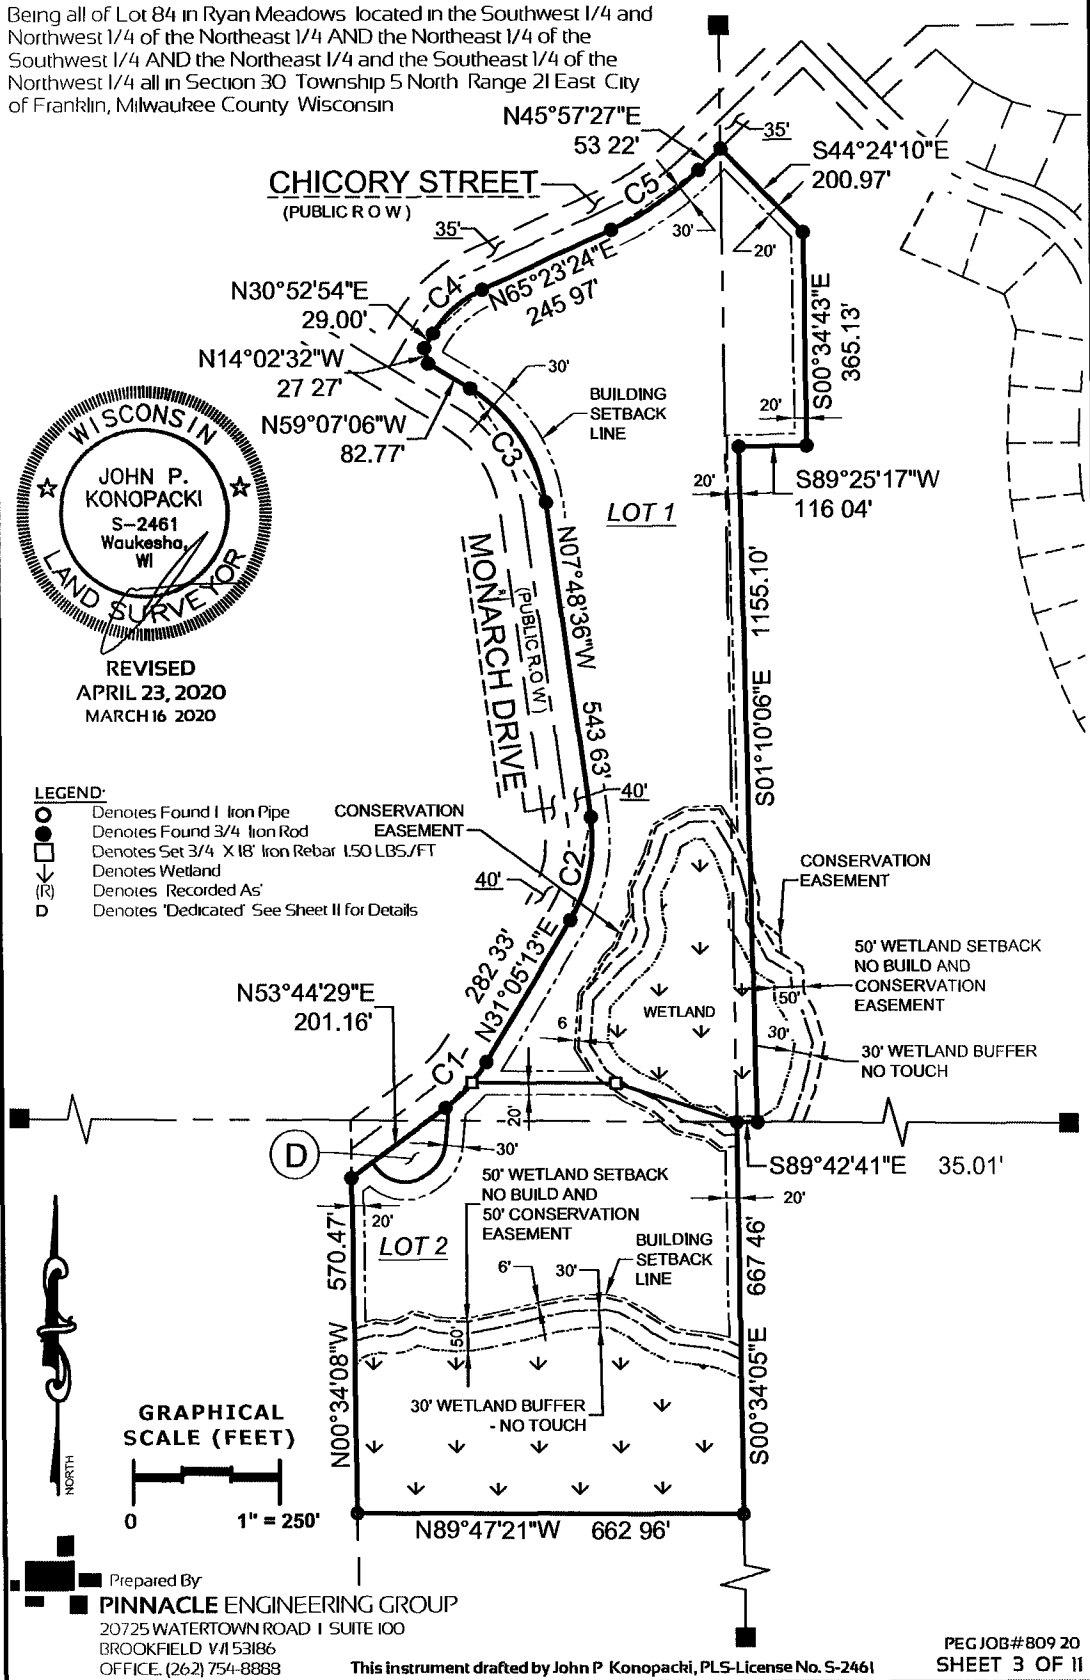 Being all of Lot 84 in Ryan Meadows located in the Southwest 1/4 and
Northwest 1/4 of the Northeast 1/4 AND the Northeast 1/4 of the
Southwest 1/4 AND the Northeast 1/4 and the Southeast 1/4 of the
Northwest 1/4 all in Section 30 Township 5 North Range 21 East City
of Franklin, Milwaukee County Wisconsin
N45°57'27"E
53 22'
35'
S44°24'10"E
200.97'
CHICORY STREET
(PUBLIC R O W)
C5
35'
30'
20'
N65°23'24"E
245 97'
C4
N30°52'54"E
29.00'
S00°34'43"E
365.13'
N14°02'32"W
27 27'
30'
BUILDING
SETBACK
LINE
N59°07'06"W
82.77'
C3
20'
WISCONSIN
JOHN P.
KONOPACKI
S-2461
Waukesha,
WI
LAND SURVEYOR
20'
S89°25'17"W
116 04'
LOT 1
N07°48'36"W
543 63'
MONARCH DRIVE
(PUBLIC R.O W)
S01°10'06"E 1155.10'
REVISED
APRIL 23, 2020
MARCH 16 2020
LEGEND:
Denotes Found 1 Iron Pipe
Denotes Found 3/4 Iron Rod
Denotes Set 3/4 X 18' Iron Rebar 1.50 LBS./FT
Denotes Wetland
(R) Denotes Recorded As'
D Denotes 'Dedicated' See Sheet 11 for Details
40'
CONSERVATION
EASEMENT
C2
40'
CONSERVATION
EASEMENT
282 33'
N31°05'13"E
50' WETLAND SETBACK
NO BUILD AND
CONSERVATION
EASEMENT
N53°44'29"E
201.16'
50'
WETLAND
6
30'
30' WETLAND BUFFER
NO TOUCH
C1
20'
D
30'
S89°42'41"E 35.01'
50' WETLAND SETBACK
NO BUILD AND
50' CONSERVATION
EASEMENT
20'
20'
LOT 2
570.47'
N00°34'08"W
BUILDING
SETBACK
LINE
6'
30'
667 46'
S00°34'05"E
50'
30' WETLAND BUFFER
- NO TOUCH
GRAPHICAL
SCALE (FEET)
0 1" = 250'
NORTH
N89°47'21"W 662 96'
Prepared By
PINNACLE ENGINEERING GROUP
20725 WATERTOWN ROAD | SUITE 100
BROOKFIELD WI 53186
OFFICE. (262) 754-8888
This instrument drafted by John P Konopacki, PLS-License No. S-2461
PEG JOB#809 20
SHEET 3 OF 11